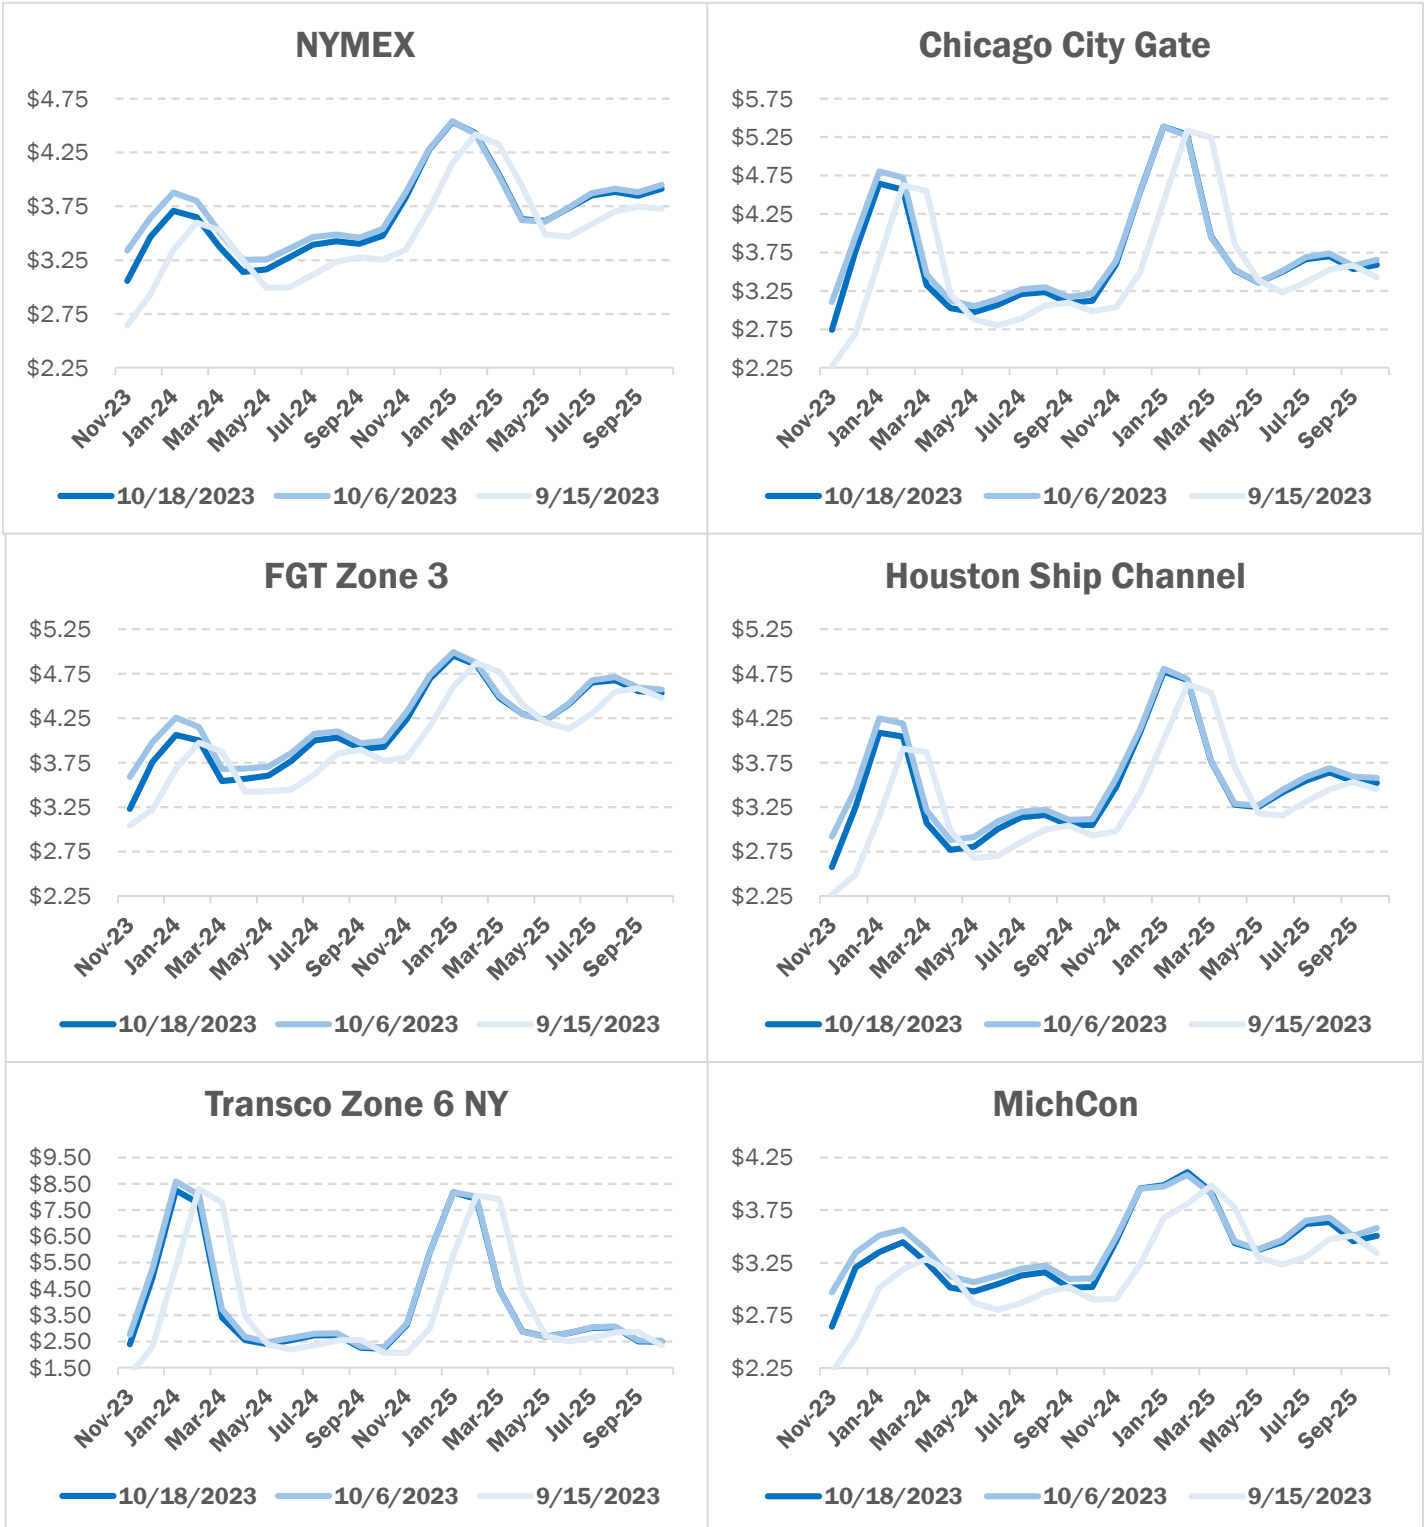 NYMEX
$4.75
$4.25
$3.75
$3.25
$2.75
$2.25
Nov-23 Jan-24 Mar-24 May-24 Jul-24 Sep-24 Nov-24 Jan-25 Mar-25 May-25 Jul-25 Sep-25
10/18/2023 10/6/2023 9/15/2023
Chicago City Gate
$5.75
$5.25
$4.75
$4.25
$3.75
$3.25
$2.75
$2.25
Nov-23 Jan-24 Mar-24 May-24 Jul-24 Sep-24 Nov-24 Jan-25 Mar-25 May-25 Jul-25 Sep-25
10/18/2023 10/6/2023 9/15/2023
FGT Zone 3
$5.25
$4.75
$4.25
$3.75
$3.25
$2.75
$2.25
Nov-23 Jan-24 Mar-24 May-24 Jul-24 Sep-24 Nov-24 Jan-25 Mar-25 May-25 Jul-25 Sep-25
10/18/2023 10/6/2023 9/15/2023
Houston Ship Channel
$5.25
$4.75
$4.25
$3.75
$3.25
$2.75
$2.25
Nov-23 Jan-24 Mar-24 May-24 Jul-24 Sep-24 Nov-24 Jan-25 Mar-25 May-25 Jul-25 Sep-25
10/18/2023 10/6/2023 9/15/2023
Transco Zone 6 NY
$9.50
$8.50
$7.50
$6.50
$5.50
$4.50
$3.50
$2.50
$1.50
Nov-23 Jan-24 Mar-24 May-24 Jul-24 Sep-24 Nov-24 Jan-25 Mar-25 May-25 Jul-25 Sep-25
10/18/2023 10/6/2023 9/15/2023
MichCon
$4.25
$3.75
$3.25
$2.75
$2.25
Nov-23 Jan-24 Mar-24 May-24 Jul-24 Sep-24 Nov-24 Jan-25 Mar-25 May-25 Jul-25 Sep-25
10/18/2023 10/6/2023 9/15/2023